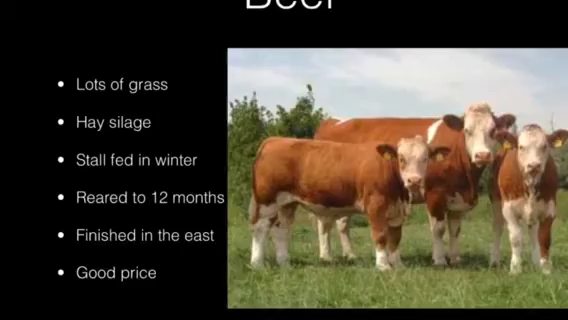 Beef
• Lots of grass
• Hay silage
• Stall fed in winter
• Reared to 12 months
• Finished in the east
• Good price